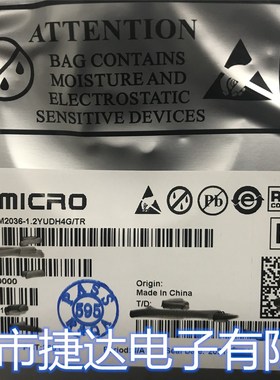 ATTENTION
BAG CONTAINS
MOISTURE AND
ELECTROSTATIC
SENSITIVE DEVICES
MICRO
M2036-1.2YUDH4G/TR
0000
Origin:
Made In China
T/D:
PASS
595
市捷达电子有限